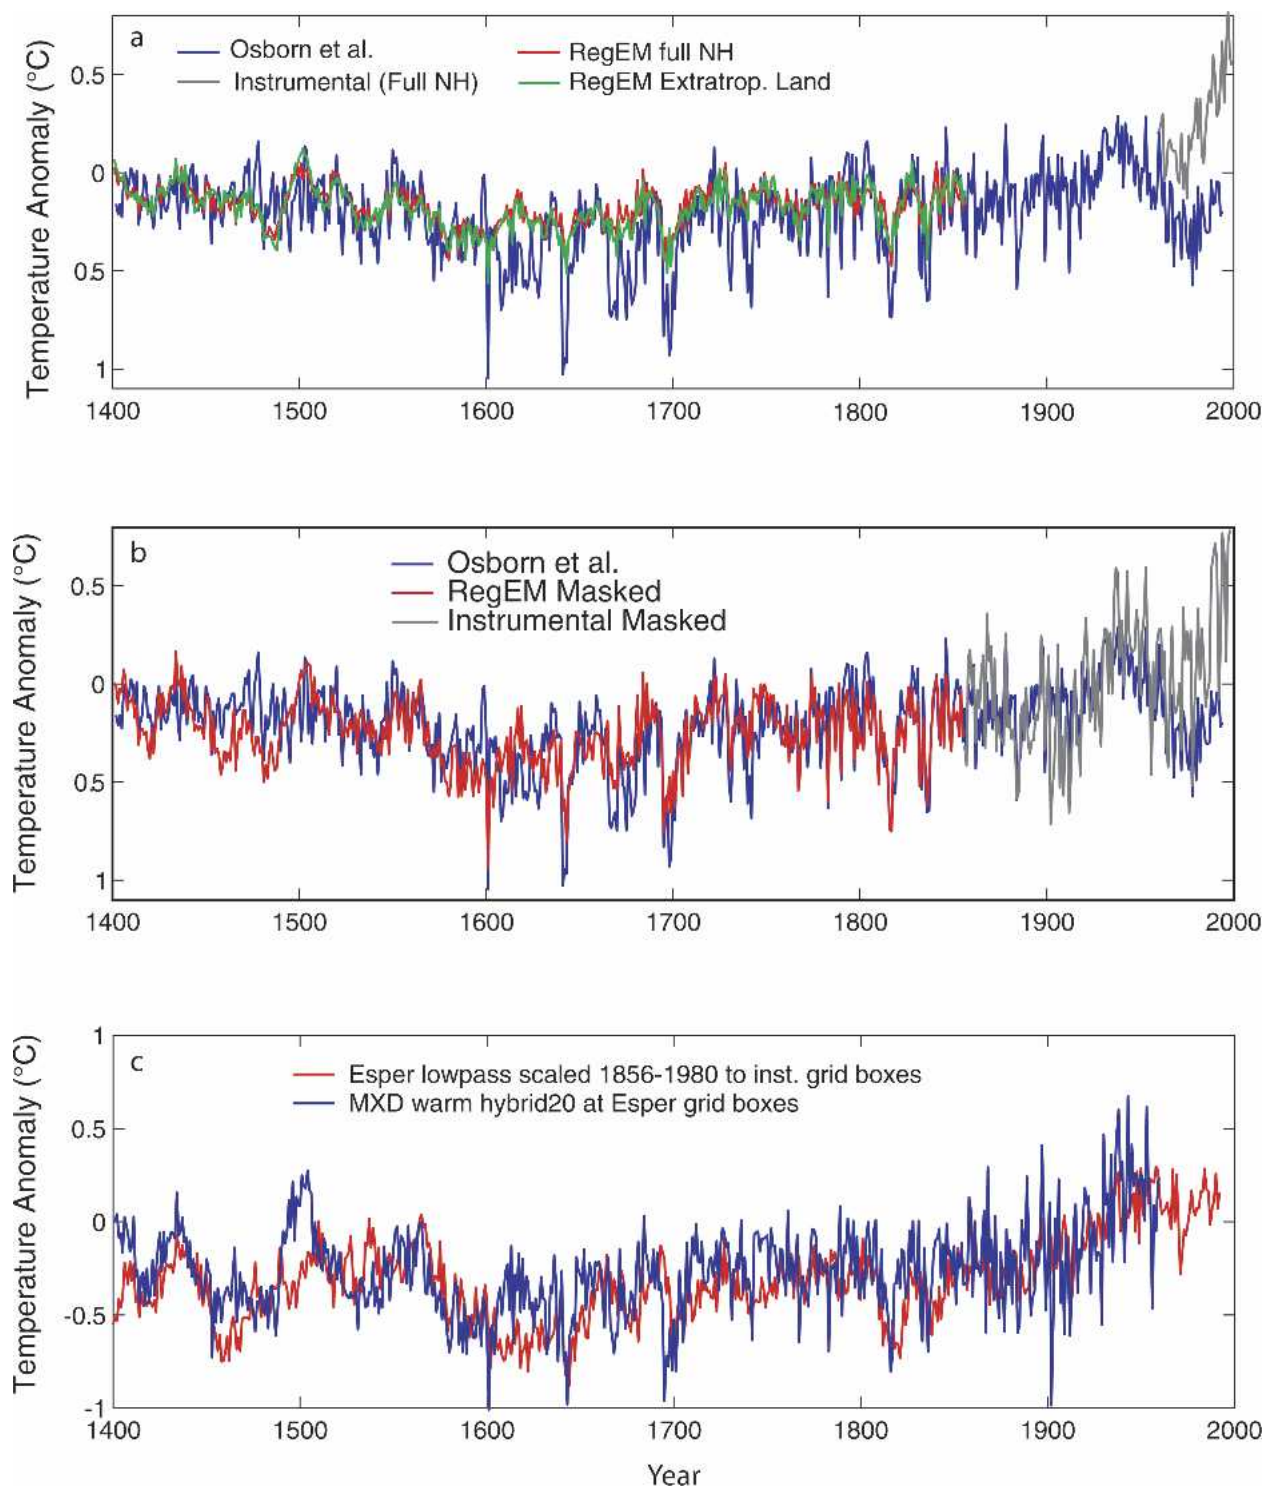 a
Osborn et al.
Instrumental (Full NH)
RegEM full NH
RegEM Extratrop. Land
Temperature Anomaly (°C)
0.5
0
0.5
1
1400 1500 1600 1700 1800 1900 2000
b
Osborn et al.
RegEM Masked
Instrumental Masked
Temperature Anomaly (°C)
0.5
0
0.5
1
1400 1500 1600 1700 1800 1900 2000
c
Esper lowpass scaled 1856-1980 to inst. grid boxes
MXD warm hybrid20 at Esper grid boxes
Temperature Anomaly (°C)
1
0.5
0
-0.5
-1
1400 1500 1600 1700 1800 1900 2000
Year